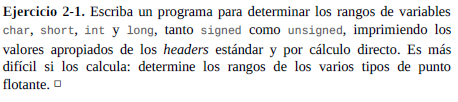 Ejercicio 2-1. Escriba un programa para determinar los rangos de variables
char, short, int y long, tanto signed como unsigned, imprimiendo los
valores apropiados de los headers estándar y por cálculo directo. Es más
difícil si los calcula: determine los rangos de los varios tipos de punto
flotante. □